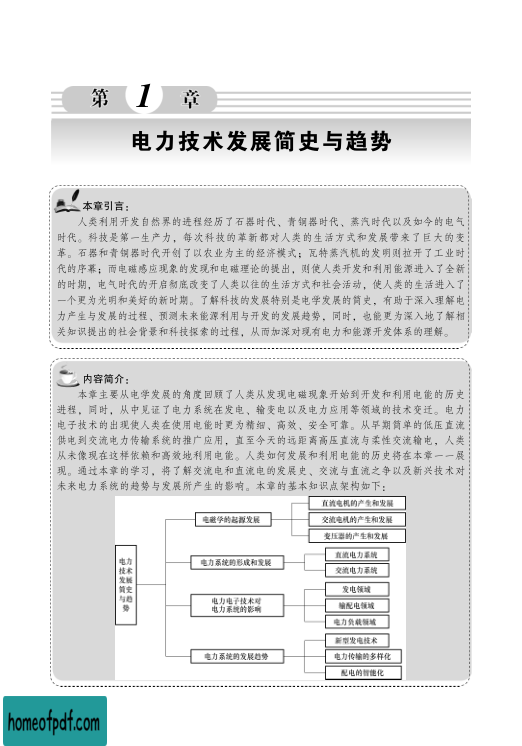 第 1 章
电力技术发展简史与趋势
本章引言：
人类利用开发自然界的进程经历了石器时代、青铜器时代、蒸汽时代以及如今的电气
时代。科技是第一生产力，每次科技的革新都对人类的生活方式和发展带来了巨大的变
革。石器和青铜器时代开创了以农业为主的经济模式；瓦特蒸汽机的发明则拉开了工业时
代的序幕；而电磁感应现象的发现和电磁理论的提出，则使人类开发和利用能源进入了全新
的时期，电气时代的开启彻底改变了人类以往的生活方式和社会活动，使人类的生活进入了
一个更为光明和美好的新时期。了解科技的发展特别是电学发展的简史，有助于深入理解电
力产生与发展的过程、预测未来能源利用与开发的发展趋势，同时，也能更为深入地了解相
关知识提出的社会背景和科技探索的过程，从而加深对现有电力和能源开发体系的理解。
内容简介：
本章主要从电学发展的角度回顾了人类从发现电磁现象开始到开发和利用电能的历史
进程，同时，从中见证了电力系统在发电、输变电以及电力应用等领域的技术变迁。电力
电子技术的出现使人类在使用电能时更为精细、高效、安全可靠。从早期简单的低压直流
供电到交流电力传输系统的推广应用，直至今天的远距离高压直流与柔性交流输电，人类
从未像现在这样依赖和高效地利用电能。人类如何发展和利用电能的历史将在本章一一展
现。通过本章的学习，将了解交流电和直流电的发展史、交流与直流之争以及新兴技术对
未来电力系统的趋势与发展所产生的影响。本章的基本知识点架构如下：
电力
技术
发展
简史
与趋
势
电磁学的起源发展
直流电机的产生和发展
交流电机的产生和发展
变压器的产生和发展
电力系统的形成和发展
直流电力系统
交流电力系统
电力电子技术对
电力系统的影响
发电领域
输配电领域
电力负载领域
电力系统的发展趋势
新型发电技术
电力传输的多样化
配电的智能化
homeofpdf.com